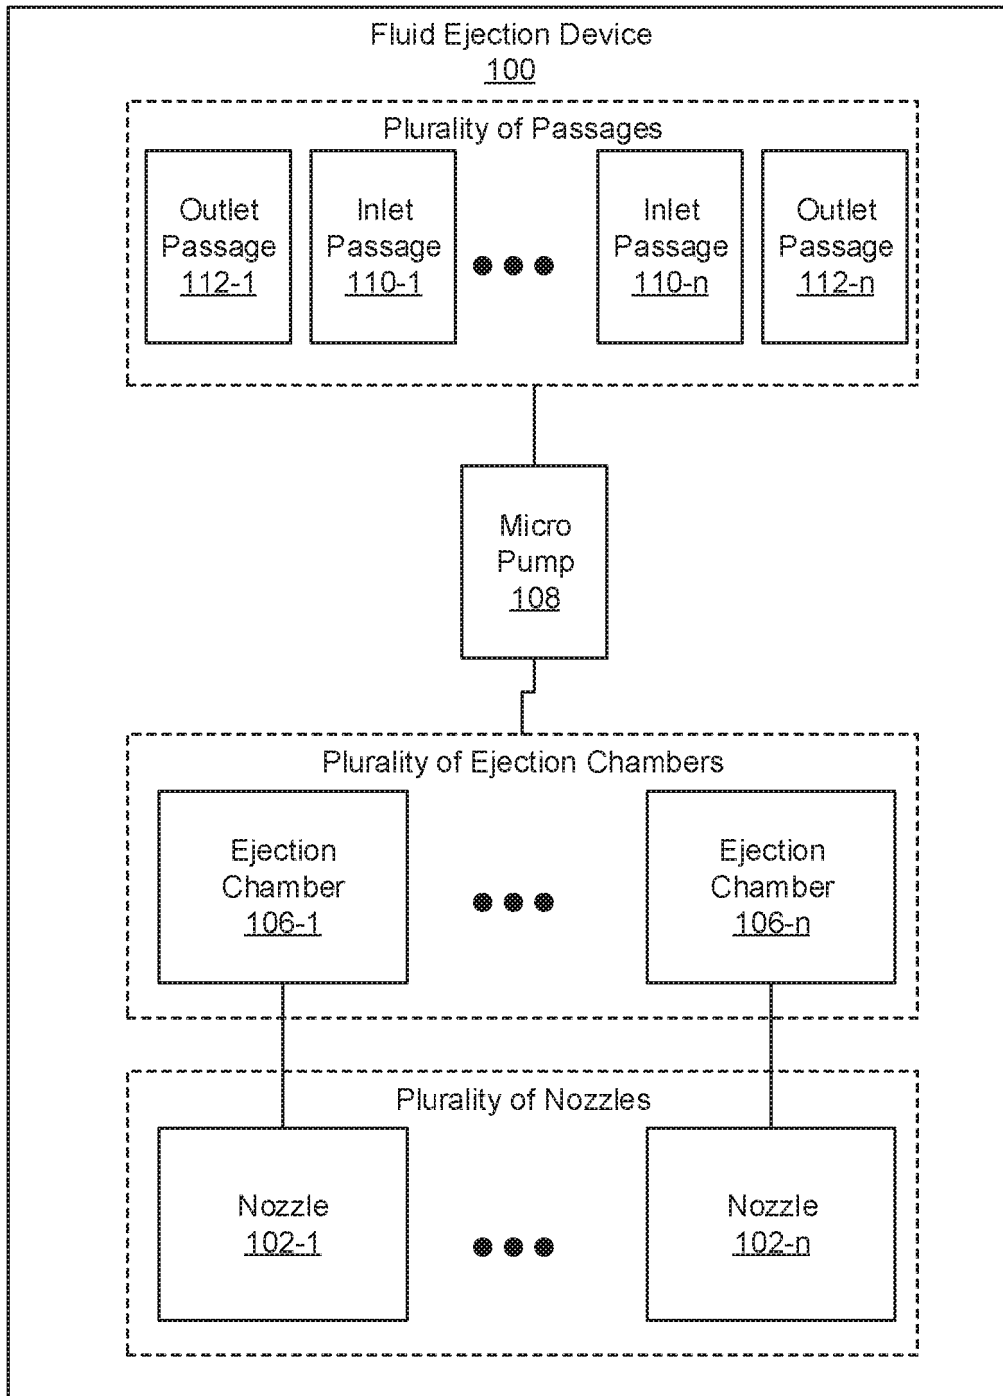 Fluid Ejection Device
100
Plurality of Passages
Outlet
Passage
112-1
Inlet
Passage
110-1
Inlet
Passage
110-n
Outlet
Passage
112-n
Micro
Pump
108
Plurality of Ejection Chambers
Ejection
Chamber
106-1
Ejection
Chamber
106-n
Plurality of Nozzles
Nozzle
102-1
Nozzle
102-n